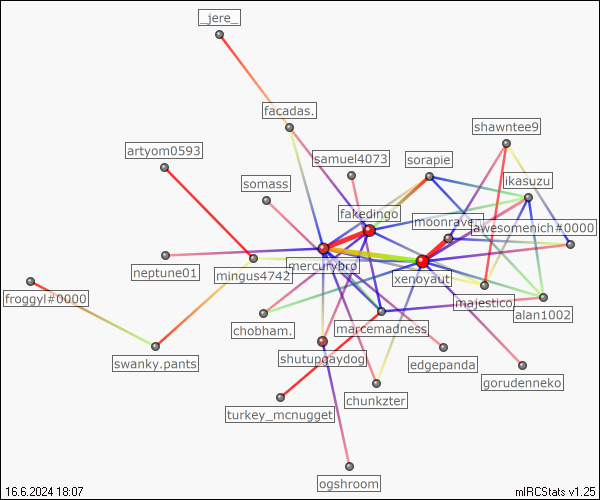 _jere_
facadas.
shawntee9
artyom0593
samuel4073
sorapie
somass
ikasuzu
fakedingo
moonraven
awesomenich#0000
mercurybro
neptune01
mingus4742
xenoyaut
froggyl#0000
majestico
alan1002
chobham.
marcemadness
swanky.pants
shutupgaydog
edgepanda
gorudenneko
chunkzter
turkey_mcnugget
ogshroom
16.6.2024 18:07
mIRCStats v1.25